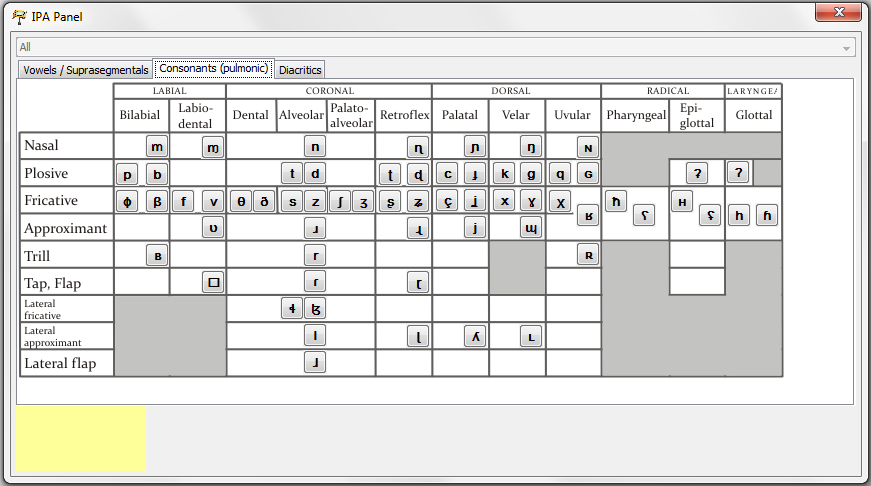 IPA Panel
All
Vowels / Suprasegmentals Consonants (pulmonic) Diacritics
LABIAL CORONAL DORSAL RADICAL LARYNGEA
Bilabial Labio-dental Dental Alveolar Palato-alveolar Retroflex Palatal Velar Uvular Pharyngeal Epi-glottal Glottal
Nasal m ɱ n ɳ ɲ ŋ ɴ
Plosive p b t d ʈ ɖ c ɟ k ɡ q ɢ ʡ ʔ
Fricative ɸ β f v θ ð s z ʃ ʒ ʂ ʐ ç ʝ x ɣ χ ʁ ħ ʕ ʜ ʢ h ɦ
Approximant ʋ ɹ ɻ j ɰ
Trill ʙ r ʀ
Tap, Flap ɾ ɽ
Lateral fricative ɬ ɮ
Lateral approximant l ɭ ʎ ʟ
Lateral flap ɺ